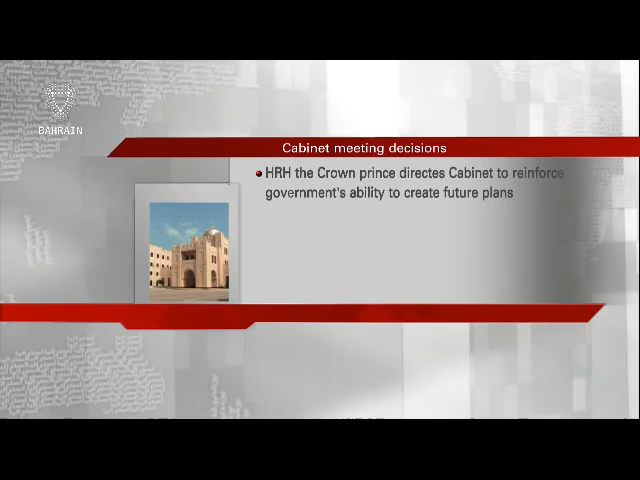 BAHRAIN
Cabinet meeting decisions
HRH the Crown prince directes Cabinet to reinforce
government's ability to create future plans